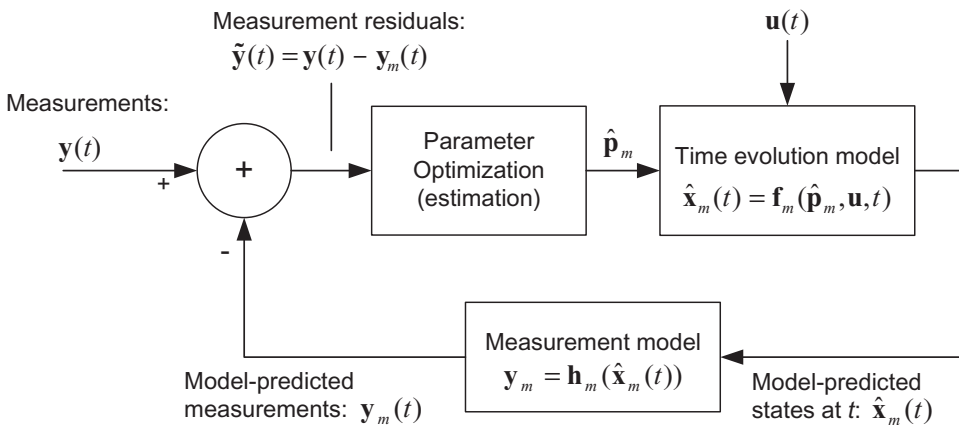 Measurement residuals:
ỹ(t) = y(t) − y_m(t)
u(t)
Measurements:
y(t)
+
+
-
Parameter
Optimization
(estimation)
p̂_m
Time evolution model
x̂_m(t) = f_m(p̂_m,u,t)
Measurement model
y_m = h_m(x̂_m(t))
Model-predicted
measurements: y_m(t)
Model-predicted
states at t: x̂_m(t)